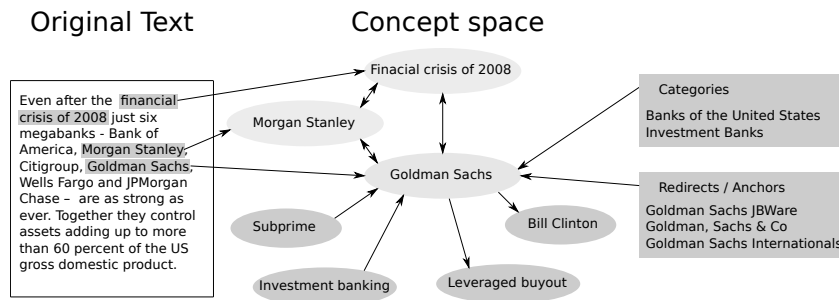 Original Text
Concept space
Even after the financial
crisis of 2008 just six
megabanks - Bank of
America, Morgan Stanley,
Citigroup, Goldman Sachs,
Wells Fargo and JPMorgan
Chase – are as strong as
ever. Together they control
assets adding up to more
than 60 percent of the US
gross domestic product.
Finacial crisis of 2008
Morgan Stanley
Goldman Sachs
Subprime
Bill Clinton
Investment banking
Leveraged buyout
Categories
Banks of the United States
Investment Banks
Redirects / Anchors
Goldman Sachs JBWare
Goldman, Sachs & Co
Goldman Sachs Internationals